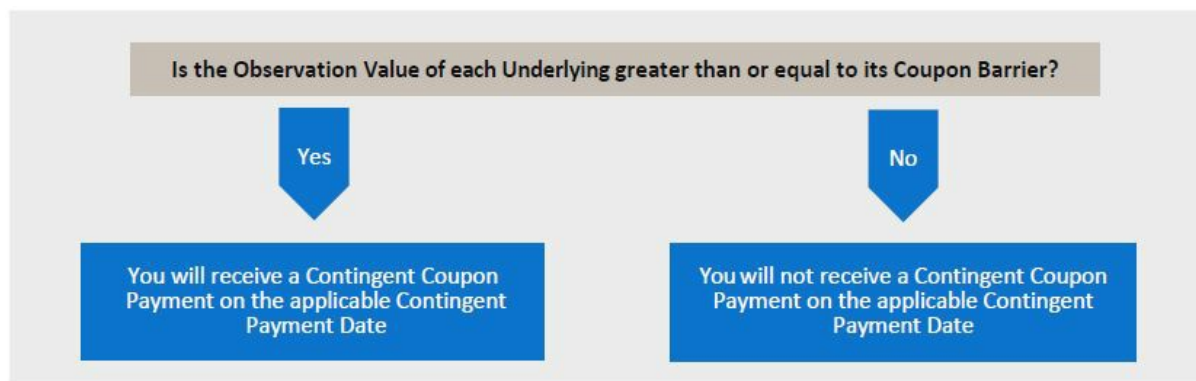 Is the Observation Value of each Underlying greater than or equal to its Coupon Barrier?
Yes
No
You will receive a Contingent Coupon
Payment on the applicable Contingent
Payment Date
You will not receive a Contingent Coupon
Payment on the applicable Contingent
Payment Date